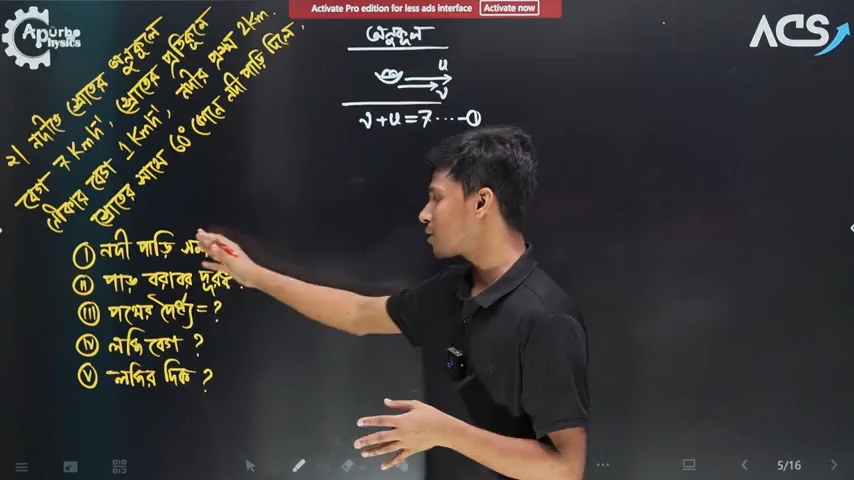 Activate Pro edition for less ads interface Activate now
Apurbo
Physics
ACS
২) নদীতে স্রোতের অনুকূলে
বেগ 7 Kmh⁻¹, স্রোতের প্রতিকূলে
নৌকার বেগ 1 Kmh⁻¹, নদীর প্রস্থ 2 Km.
স্রোতের সাথে 60° কোণে নদী পাড়ি দিলে,
অনুকূল
u
v
v + u = 7 ····· ①
ⓘ নদী পাড়ি
ⓘⓘ পাড় বরাবর দূরত্ব ?
ⓘⓘⓘ পথের দৈর্ঘ্য = ?
ⓘⓥ লব্ধি বেগ ?
ⓥ লব্ধির দিক ?
5/16